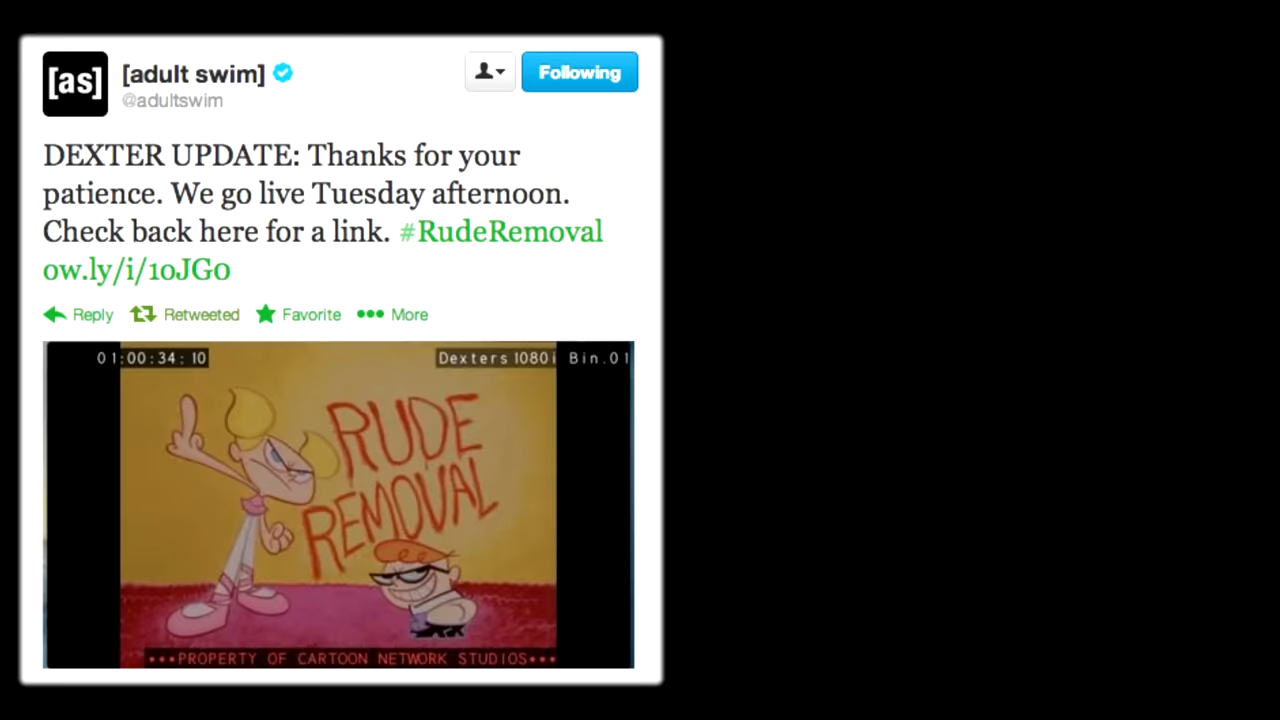 [as]
[adult swim]
@adultswim
Following
DEXTER UPDATE: Thanks for your
patience. We go live Tuesday afternoon.
Check back here for a link. #RudeRemoval
ow.ly/i/1oJG0
Reply Retweeted Favorite More
01:00:34:10
Dexters 1080i Bin.01
RUDE
REMOVAL
•••PROPERTY OF CARTOON NETWORK STUDIOS•••